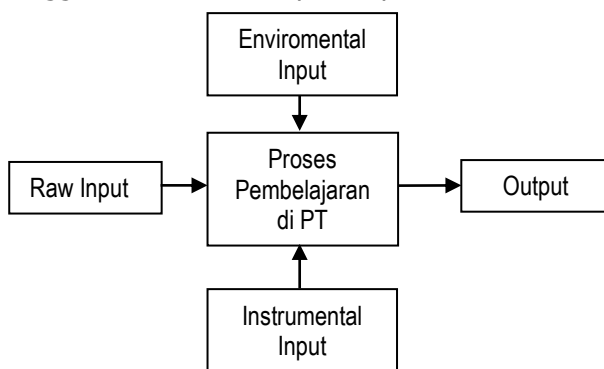 Enviromental
Input
Raw Input
Proses
Pembelajaran
di PT
Output
Instrumental
Input